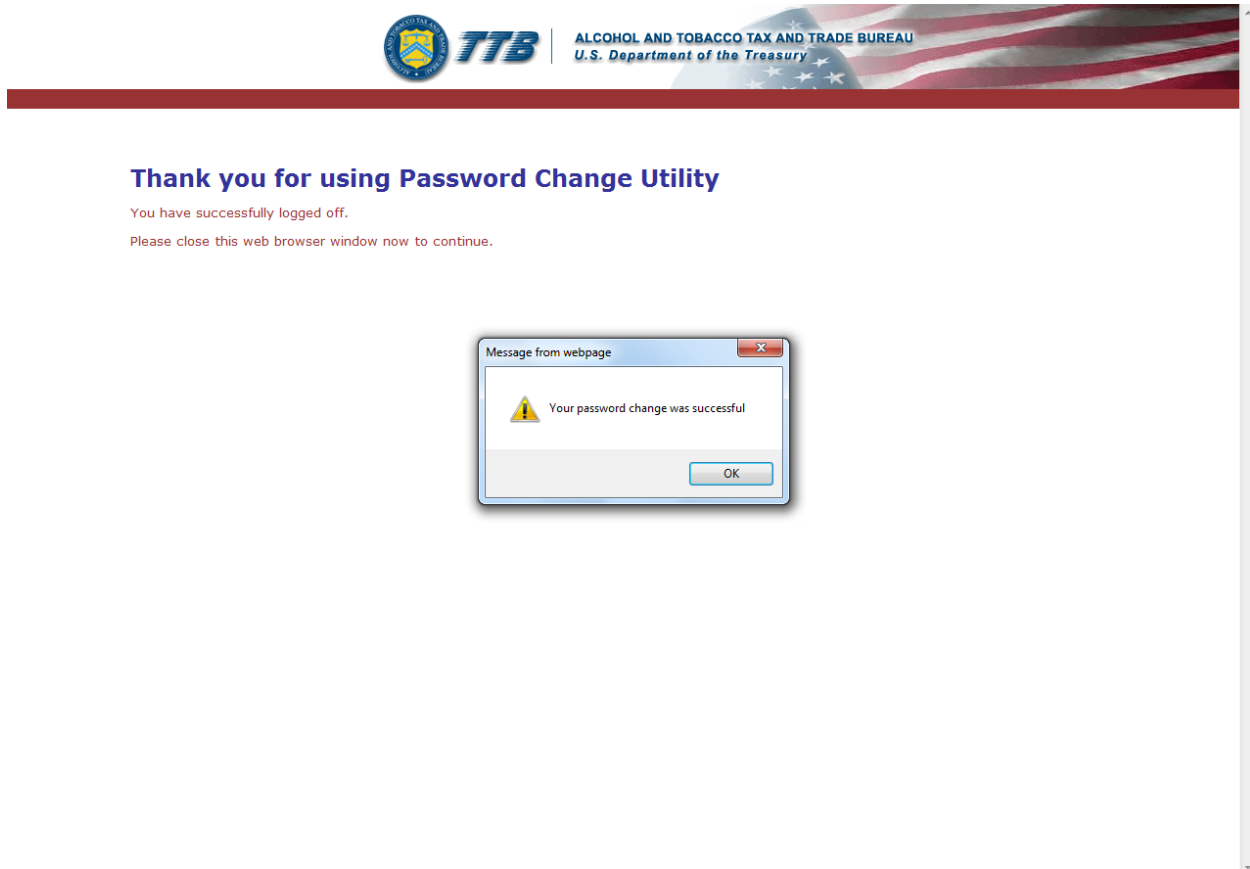 TTB
ALCOHOL AND TOBACCO TAX AND TRADE BUREAU
U.S. Department of the Treasury
Thank you for using Password Change Utility
You have successfully logged off.
Please close this web browser window now to continue.
Message from webpage
Your password change was successful
OK